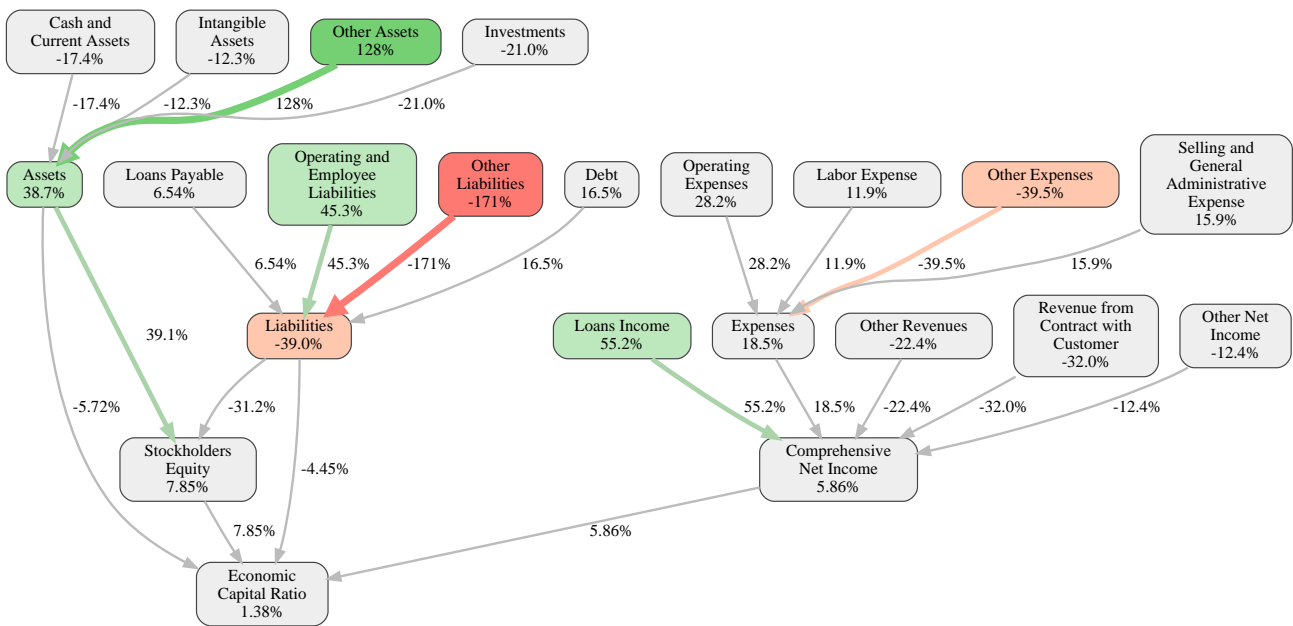 Cash and
Current Assets
-17.4%
Intangible
Assets
-12.3%
Other Assets
128%
Investments
-21.0%
-17.4%
-12.3%
128%
-21.0%
Assets
38.7%
Loans Payable
6.54%
Operating and
Employee
Liabilities
45.3%
Other
Liabilities
-171%
Debt
16.5%
Operating
Expenses
28.2%
Labor Expense
11.9%
Other Expenses
-39.5%
Selling and
General
Administrative
Expense
15.9%
6.54%
45.3%
-171%
16.5%
28.2%
11.9%
-39.5%
15.9%
39.1%
Liabilities
-39.0%
Loans Income
55.2%
Expenses
18.5%
Other Revenues
-22.4%
Revenue from
Contract with
Customer
-32.0%
Other Net
Income
-12.4%
-5.72%
-31.2%
55.2%
18.5%
-22.4%
-32.0%
-12.4%
Stockholders
Equity
7.85%
-4.45%
Comprehensive
Net Income
5.86%
7.85%
5.86%
Economic
Capital Ratio
1.38%